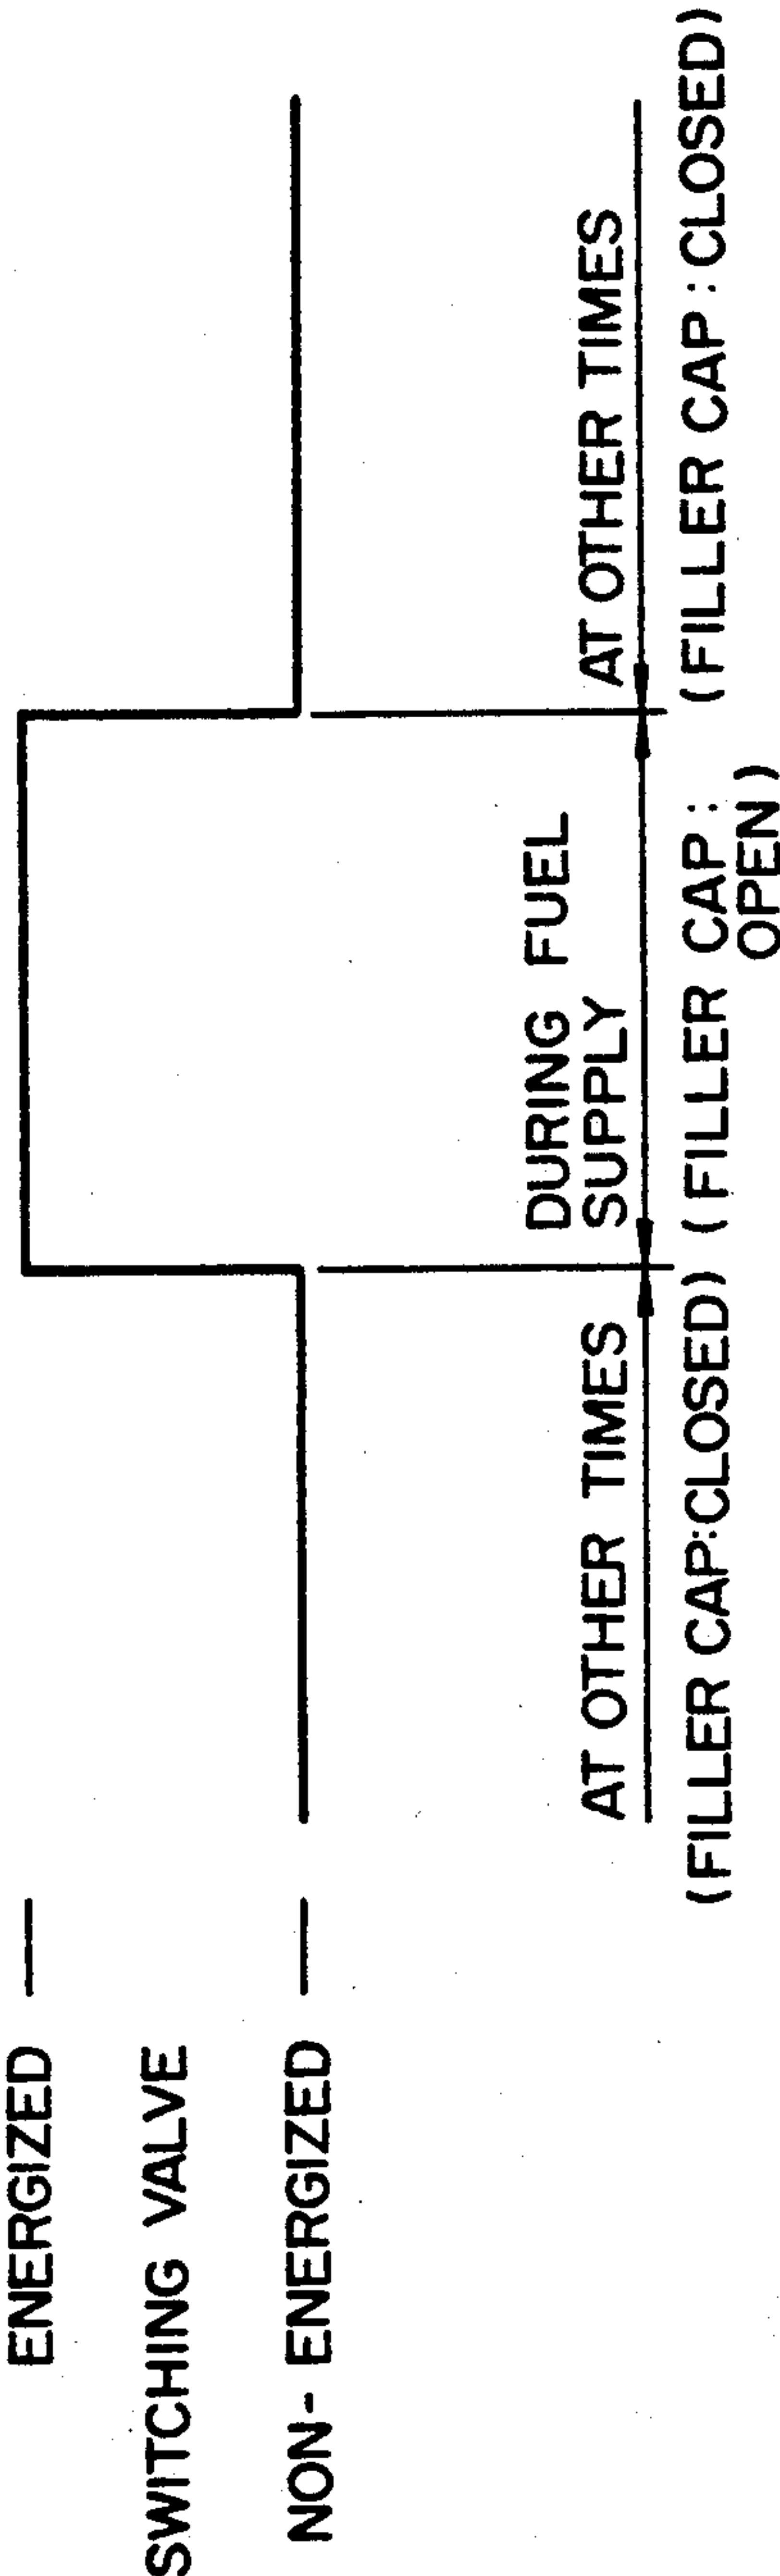 ENERGIZED
SWITCHING VALVE
NON- ENERGIZED
AT OTHER TIMES
(FILLER CAP:CLOSED)
DURING FUEL
SUPPLY
(FILLER CAP:
OPEN)
AT OTHER TIMES
(FILLER CAP: CLOSED)